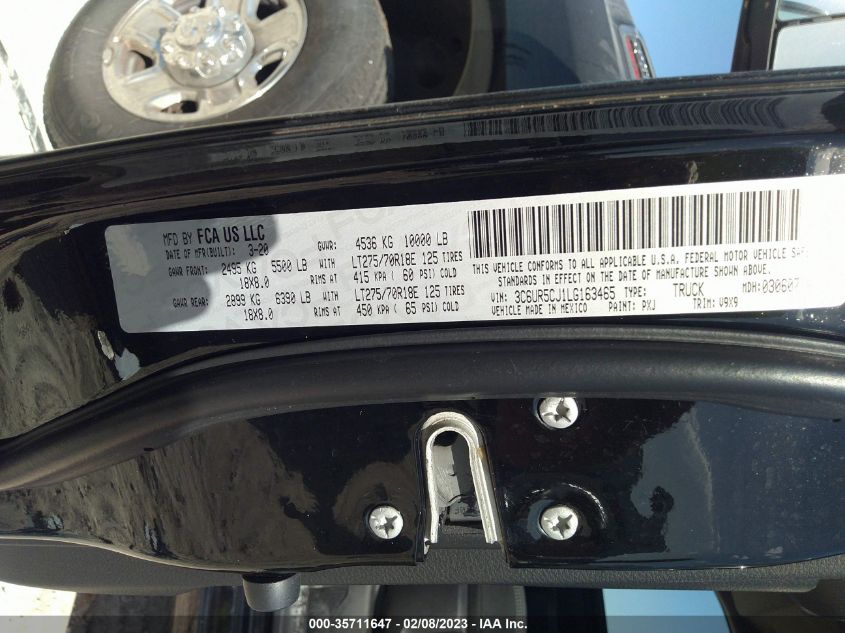 MFD BY FCA US LLC
DATE OF MFR(BUILT): 3-20 GVWR: 4536 KG 10000 LB
GAWR FRONT: 2495 KG 5500 LB WITH LT275/70R18E 125 TIRES
18X8.0 RIMS AT 415 KPA ( 60 PSI) COLD
GAWR REAR: 2899 KG 6390 LB WITH LT275/70R18E 125 TIRES
18X8.0 RIMS AT 450 KPA ( 65 PSI) COLD
THIS VEHICLE CONFORMS TO ALL APPLICABLE U.S.A. FEDERAL MOTOR VEHICLE SAF
STANDARDS IN EFFECT ON THE DATE OF MANUFACTURE SHOWN ABOVE.
VIN: 3C6UR5CJ1LG163465 TYPE: TRUCK MDH:030607
VEHICLE MADE IN MEXICO PAINT: PXJ TRIM: V9X9
000-35711647 / 02/08/2023 - IAA Inc.